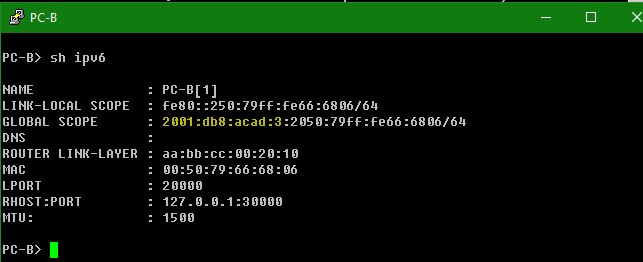 PC-B
PC-B> sh ipv6
NAME : PC-B[1]
LINK-LOCAL SCOPE : fe80::250:79ff:fe66:6806/64
GLOBAL SCOPE : 2001:db8:acad:3:2050:79ff:fe66:6806/64
DNS :
ROUTER LINK-LAYER : aa:bb:cc:00:20:10
MAC : 00:50:79:66:68:06
LPORT : 20000
RHOST:PORT : 127.0.0.1:30000
MTU: : 1500
PC-B>